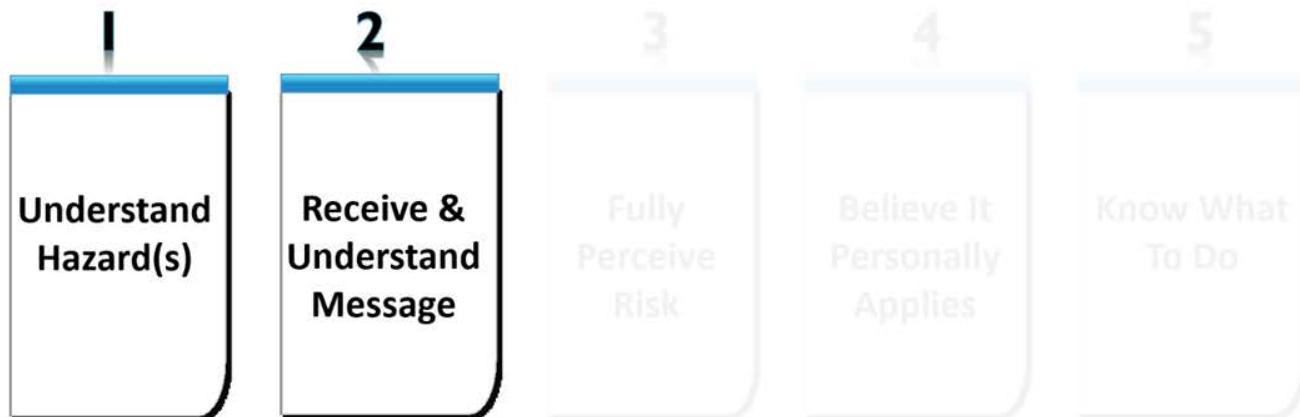 1
Understand
Hazard(s)
2
Receive &
Understand
Message
3
Fully
Perceive
Risk
4
Believe It
Personally
Applies
5
Know What
To Do